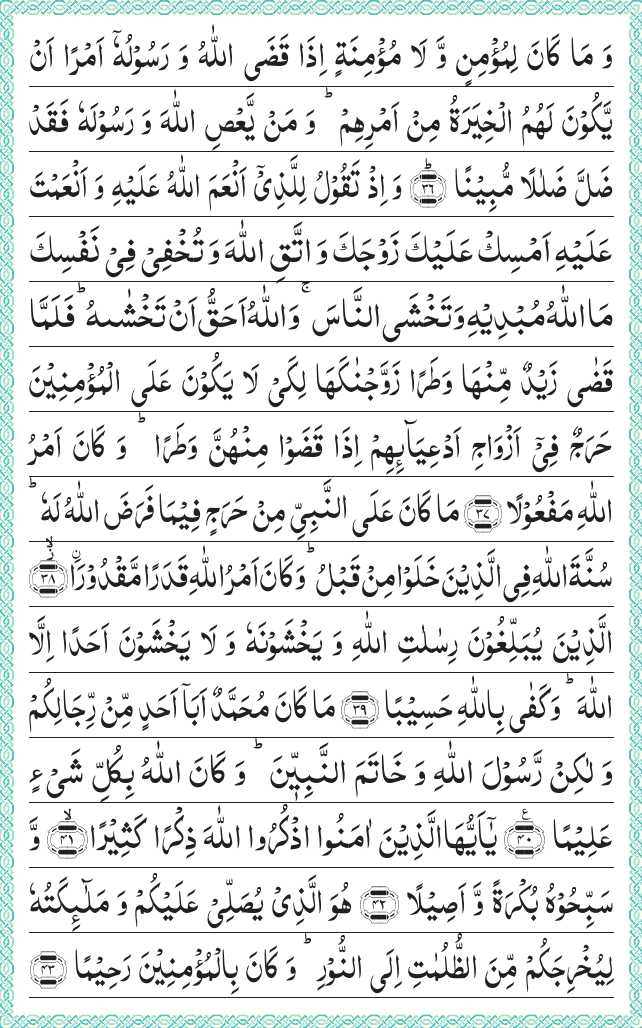 وَ مَا كَانَ لِمُؤْمِنٍ وَّ لَا مُؤْمِنَةٍ اِذَا قَضَى اللّٰهُ وَ رَسُوْلُهٗۤ اَمْرًا اَنْ
يَّكُوْنَ لَهُمُ الْخِيَرَةُ مِنْ اَمْرِهِمْ ؕ وَ مَنْ يَّعْصِ اللّٰهَ وَ رَسُوْلَهٗ فَقَدْ
ضَلَّ ضَلٰلًا مُّبِيْنًا ؕ ﴿۳۶﴾ وَ اِذْ تَقُوْلُ لِلَّذِيْۤ اَنْعَمَ اللّٰهُ عَلَيْهِ وَ اَنْعَمْتَ
عَلَيْهِ اَمْسِكْ عَلَيْكَ زَوْجَكَ وَ اتَّقِ اللّٰهَ وَ تُخْفِيْ فِيْ نَفْسِكَ
مَا اللّٰهُ مُبْدِيْهِ وَ تَخْشَى النَّاسَ ۚ وَ اللّٰهُ اَحَقُّ اَنْ تَخْشٰىهُ ؕ فَلَمَّا
قَضٰى زَيْدٌ مِّنْهَا وَطَرًا زَوَّجْنٰكَهَا لِكَيْ لَا يَكُوْنَ عَلَى الْمُؤْمِنِيْنَ
حَرَجٌ فِيْۤ اَزْوَاجِ اَدْعِيَآىِٕهِمْ اِذَا قَضَوْا مِنْهُنَّ وَطَرًا ؕ وَ كَانَ اَمْرُ
اللّٰهِ مَفْعُوْلًا ﴿۳۷﴾ مَا كَانَ عَلَى النَّبِيِّ مِنْ حَرَجٍ فِيْمَا فَرَضَ اللّٰهُ لَهٗ ؕ
سُنَّةَ اللّٰهِ فِي الَّذِيْنَ خَلَوْا مِنْ قَبْلُ ؕ وَ كَانَ اَمْرُ اللّٰهِ قَدَرًا مَّقْدُوْرَا ۟ۙ ﴿۳۸﴾
الَّذِيْنَ يُبَلِّغُوْنَ رِسٰلٰتِ اللّٰهِ وَ يَخْشَوْنَهٗ وَ لَا يَخْشَوْنَ اَحَدًا اِلَّا
اللّٰهَ ؕ وَ كَفٰى بِاللّٰهِ حَسِيْبًا ﴿۳۹﴾ مَا كَانَ مُحَمَّدٌ اَبَاۤ اَحَدٍ مِّنْ رِّجَالِكُمْ
وَ لٰكِنْ رَّسُوْلَ اللّٰهِ وَ خَاتَمَ النَّبِيّٖنَ ؕ وَ كَانَ اللّٰهُ بِكُلِّ شَيْءٍ
عَلِيْمًا ﴿۴۰﴾ ع يٰۤاَيُّهَا الَّذِيْنَ اٰمَنُوا اذْكُرُوا اللّٰهَ ذِكْرًا كَثِيْرًا ۙ ﴿۴۱﴾ وَّ
سَبِّحُوْهُ بُكْرَةً وَّ اَصِيْلًا ﴿۴۲﴾ هُوَ الَّذِيْ يُصَلِّيْ عَلَيْكُمْ وَ مَلٰٓىِٕكَتُهٗ
لِيُخْرِجَكُمْ مِّنَ الظُّلُمٰتِ اِلَى النُّوْرِ ؕ وَ كَانَ بِالْمُؤْمِنِيْنَ رَحِيْمًا ﴿۴۳﴾